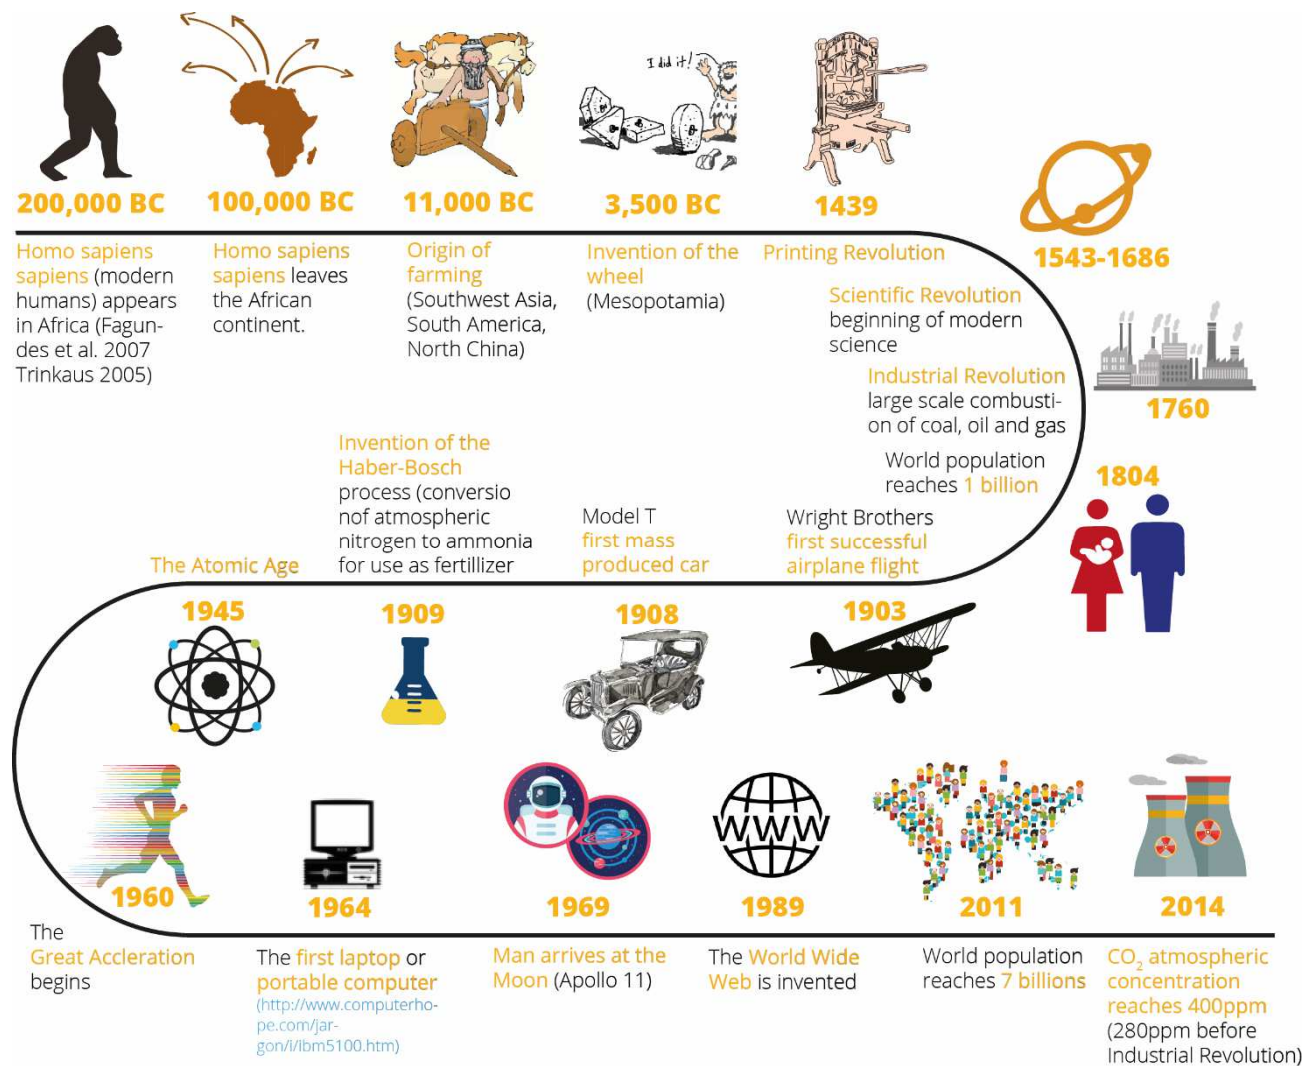 I did it!
200,000 BC
Homo sapiens
sapiens (modern
humans) appears
in Africa (Fagun-
des et al. 2007
Trinkaus 2005)
100,000 BC
Homo sapiens
sapiens leaves
the African
continent.
11,000 BC
Origin of
farming
(Southwest Asia,
South America,
North China)
3,500 BC
Invention of the
wheel
(Mesopotamia)
1439
Printing Revolution
1543-1686
Scientific Revolution
beginning of modern
science
1760
Industrial Revolution
large scale combusti-
on of coal, oil and gas
1804
World population
reaches 1 billion
Wright Brothers
first successful
airplane flight
1903
Model T
first mass
produced car
1908
Invention of the
Haber-Bosch
process (conversio
nof atmospheric
nitrogen to ammonia
for use as fertillizer
1909
The Atomic Age
1945
1960
The
Great Accleration
begins
1964
The first laptop or
portable computer
(http://www.computerho-
pe.com/jar-
gon/i/ibm5100.htm)
1969
Man arrives at the
Moon (Apollo 11)
WWW
1989
The World Wide
Web is invented
2011
World population
reaches 7 billions
2014
CO₂ atmospheric
concentration
reaches 400ppm
(280ppm before
Industrial Revolution)